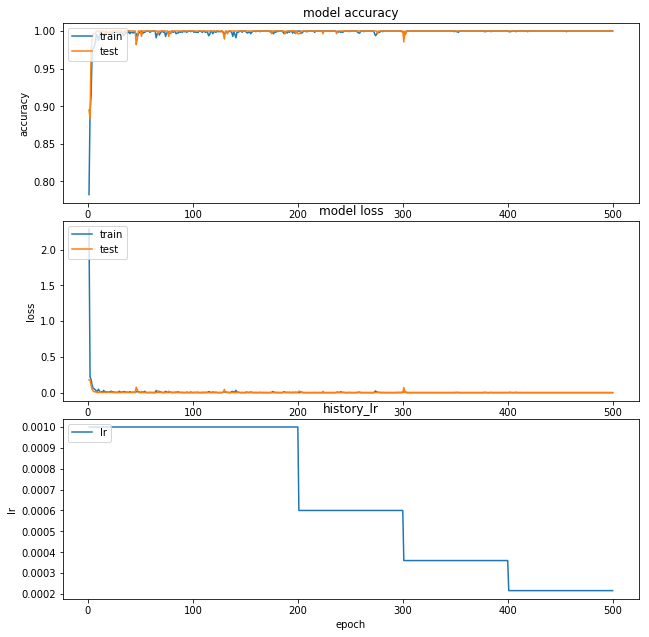 model accuracy
1.00
0.95
0.90
0.85
0.80
accuracy
train
test
0 100 200 300 400 500
model loss
2.0
1.5
1.0
0.5
0.0
loss
train
test
0 100 200 300 400 500
history_lr
0.0010
0.0009
0.0008
0.0007
0.0006
0.0005
0.0004
0.0003
0.0002
lr
lr
0 100 200 300 400 500
epoch